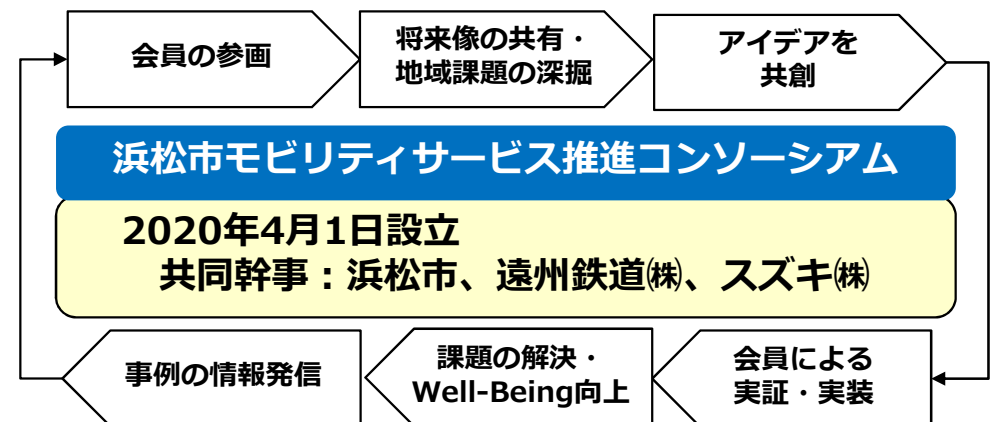 会員の参画
将来像の共有・
地域課題の深掘
アイデアを
共創
浜松市モビリティサービス推進コンソーシアム
2020年4月1日設立
共同幹事：浜松市、遠州鉄道㈱、スズキ㈱
事例の情報発信
課題の解決・
Well-Being向上
会員による
実証・実装